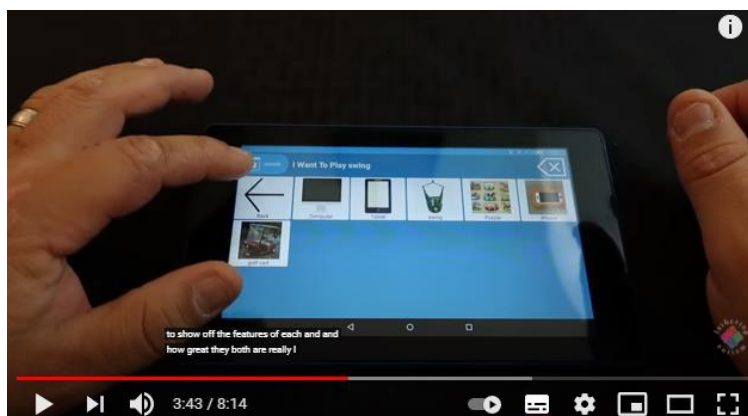 I Want To Play swing
Back
Computer
Tablet
swing
Puzzle
iPhone
golf cart
to show off the features of each and and
how great they both are really I
3:43 / 8:14